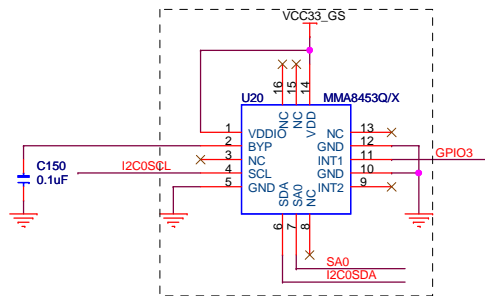 VCC33_GS
U20 MMA8453Q/X
16 15 14
NC NC VDD
1 VDDIO NC 13
2 BYP GND 12
3 NC INT1 11 GPIO3
C150
0.1uF
I2C0SCL 4 SCL GND 10
5 GND INT2 9
SDA SA0 NC
6 7 8
SA0
I2C0SDA